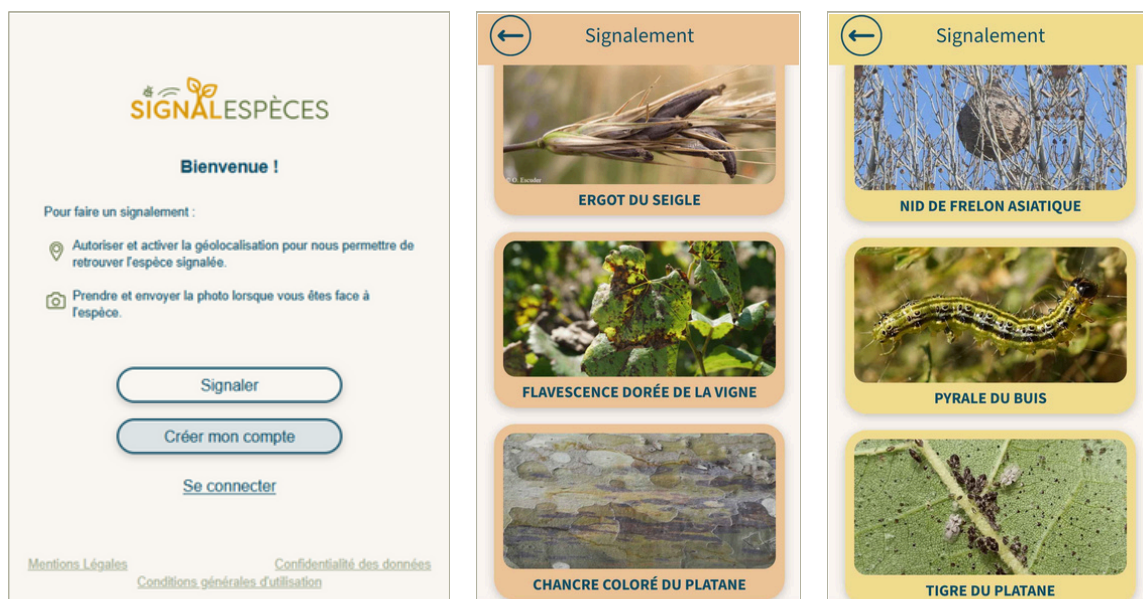 SIGNALESPÈCES
Bienvenue !
Pour faire un signalement :
Autoriser et activer la géolocalisation pour nous permettre de
retrouver l'espèce signalée.
Prendre et envoyer la photo lorsque vous êtes face à
l'espèce.
Signaler
Créer mon compte
Se connecter
Mentions Légales
Confidentialité des données
Conditions générales d'utilisation
Signalement
© O. Escuder
ERGOT DU SEIGLE
FLAVESCENCE DORÉE DE LA VIGNE
CHANCRE COLORÉ DU PLATANE
Signalement
NID DE FRELON ASIATIQUE
PYRALE DU BUIS
TIGRE DU PLATANE